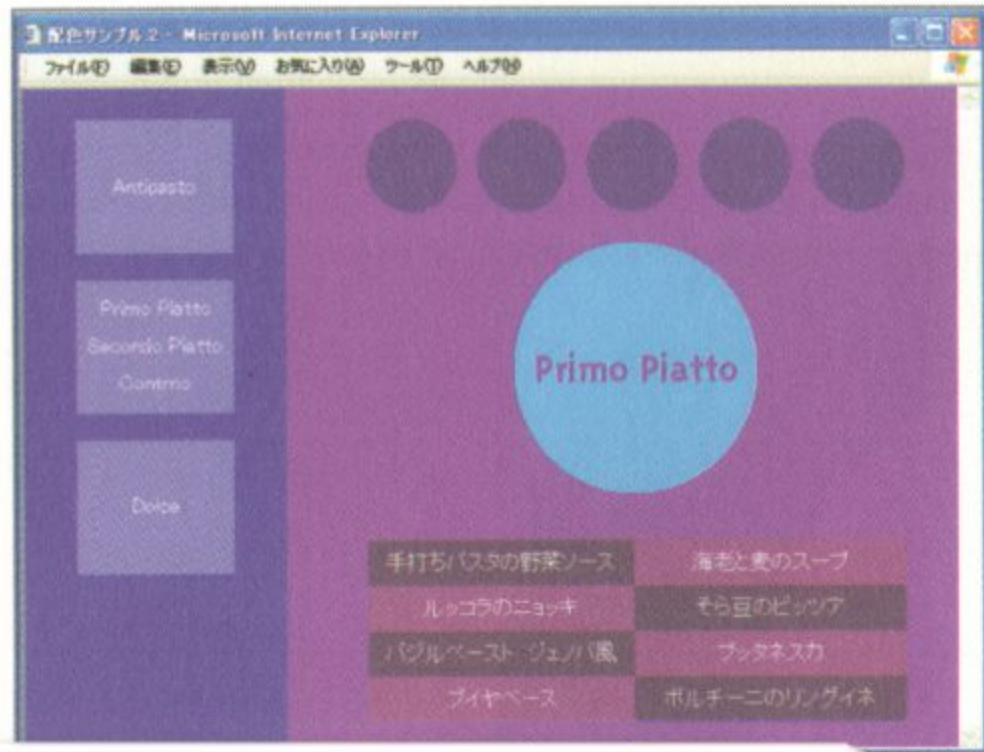 配色サンプル 2 - Microsoft Internet Explorer
ファイル(F) 編集(E) 表示(V) お気に入り(A) ツール(T) ヘルプ(H)
Antipasto
Primo Piatto
Secondo Piatto
Contrno
Dolce
Primo Piatto
手打ちパスタの野菜ソース 海老と麦のスープ
ルッコラのニョッキ そら豆のピッツア
バジルペースト ジェノバ風 プッタネスカ
ブイヤベース ポルチーニのリングイネ